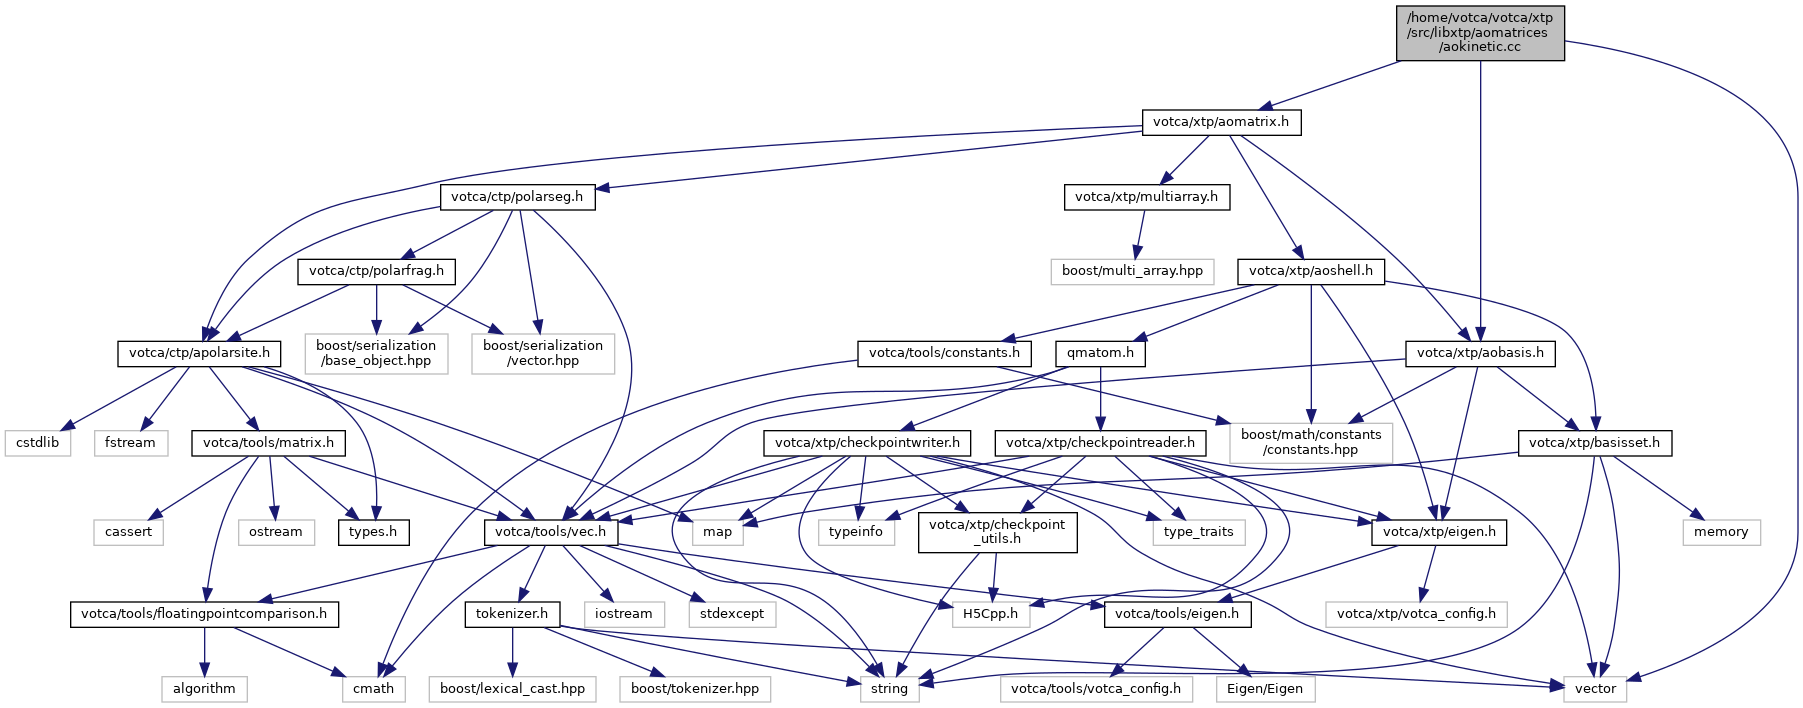 /home/votca/votca/xtp
/src/libxtp/aomatrices
/aokinetic.cc
votca/xtp/aomatrix.h
votca/ctp/polarseg.h
votca/xtp/multiarray.h
votca/ctp/polarfrag.h
boost/multi_array.hpp
votca/xtp/aoshell.h
votca/ctp/apolarsite.h
boost/serialization
/base_object.hpp
boost/serialization
/vector.hpp
votca/tools/constants.h
qmatom.h
votca/xtp/aobasis.h
cstdlib
fstream
votca/tools/matrix.h
votca/xtp/checkpointwriter.h
votca/xtp/checkpointreader.h
boost/math/constants
/constants.hpp
votca/xtp/basisset.h
cassert
ostream
types.h
votca/tools/vec.h
map
typeinfo
votca/xtp/checkpoint
_utils.h
type_traits
votca/xtp/eigen.h
memory
votca/tools/floatingpointcomparison.h
tokenizer.h
iostream
stdexcept
H5Cpp.h
votca/tools/eigen.h
votca/xtp/votca_config.h
algorithm
cmath
boost/lexical_cast.hpp
boost/tokenizer.hpp
string
votca/tools/votca_config.h
Eigen/Eigen
vector